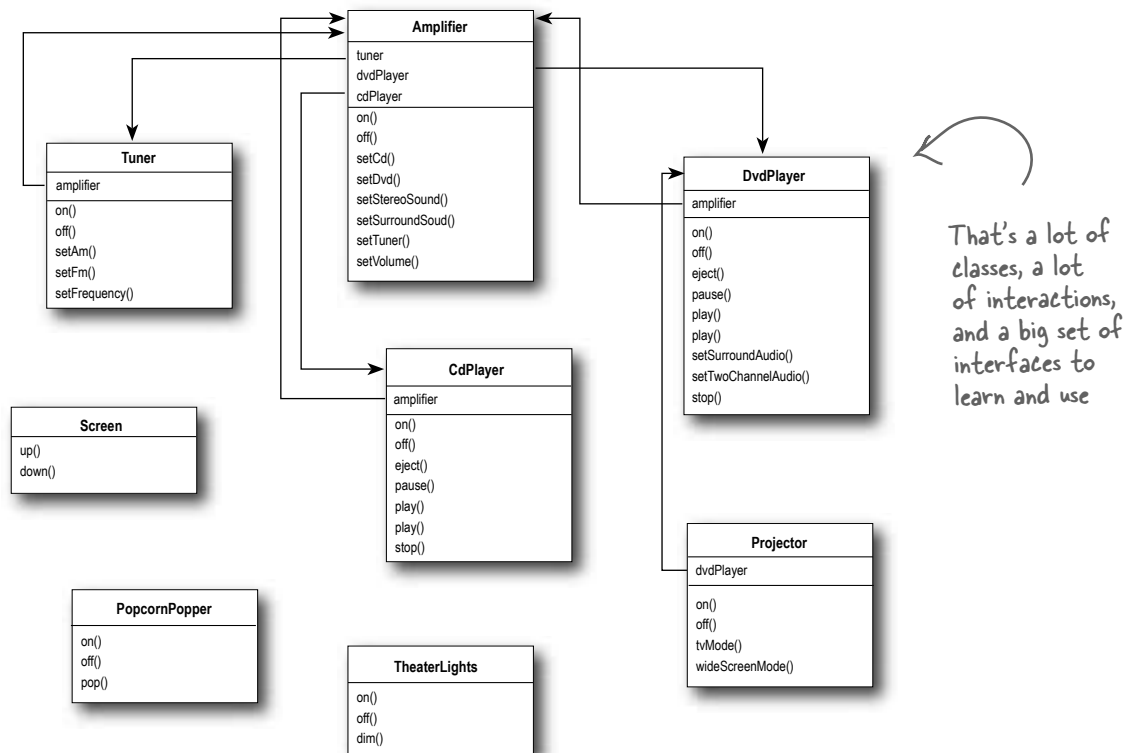 Amplifier
tuner
dvdPlayer
cdPlayer
on()
off()
setCd()
setDvd()
setStereoSound()
setSurroundSoud()
setTuner()
setVolume()
Tuner
amplifier
on()
off()
setAm()
setFm()
setFrequency()
DvdPlayer
amplifier
on()
off()
eject()
pause()
play()
play()
setSurroundAudio()
setTwoChannelAudio()
stop()
That's a lot of
classes, a lot
of interactions,
and a big set of
interfaces to
learn and use
CdPlayer
amplifier
on()
off()
eject()
pause()
play()
play()
stop()
Screen
up()
down()
Projector
dvdPlayer
on()
off()
tvMode()
wideScreenMode()
PopcornPopper
on()
off()
pop()
TheaterLights
on()
off()
dim()